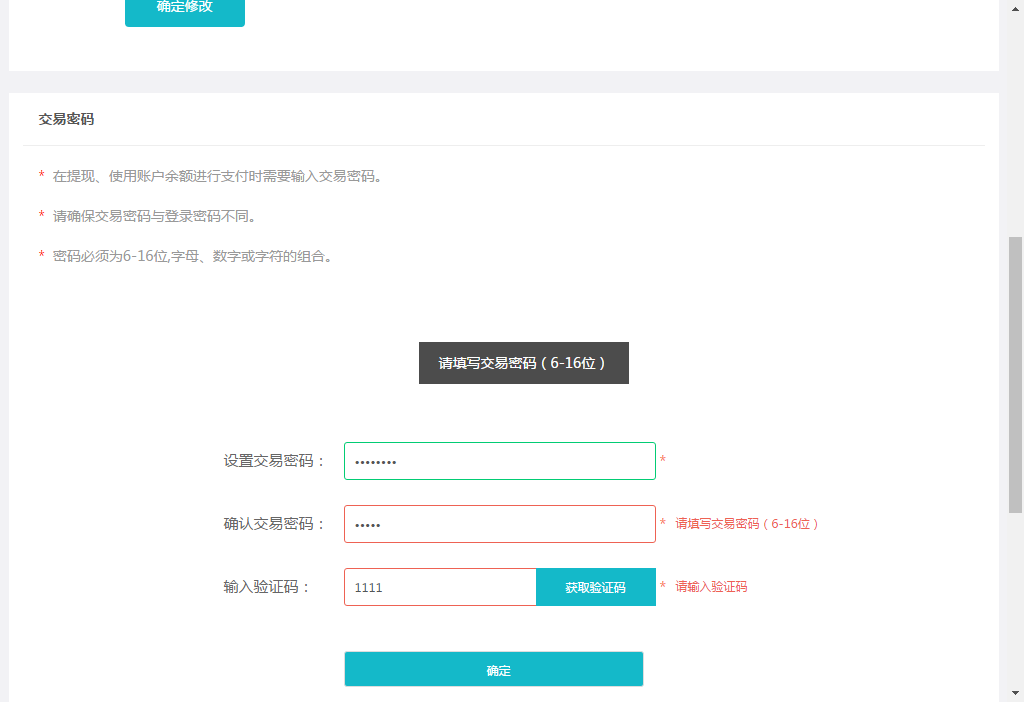 确定修改
交易密码
* 在提现、使用账户余额进行支付时需要输入交易密码。
* 请确保交易密码与登录密码不同。
* 密码必须为6-16位,字母、数字或字符的组合。
请填写交易密码（6-16位）
设置交易密码： •••••••• *
确认交易密码： ••••• * 请填写交易密码（6-16位）
输入验证码： 1111 获取验证码 * 请输入验证码
确定